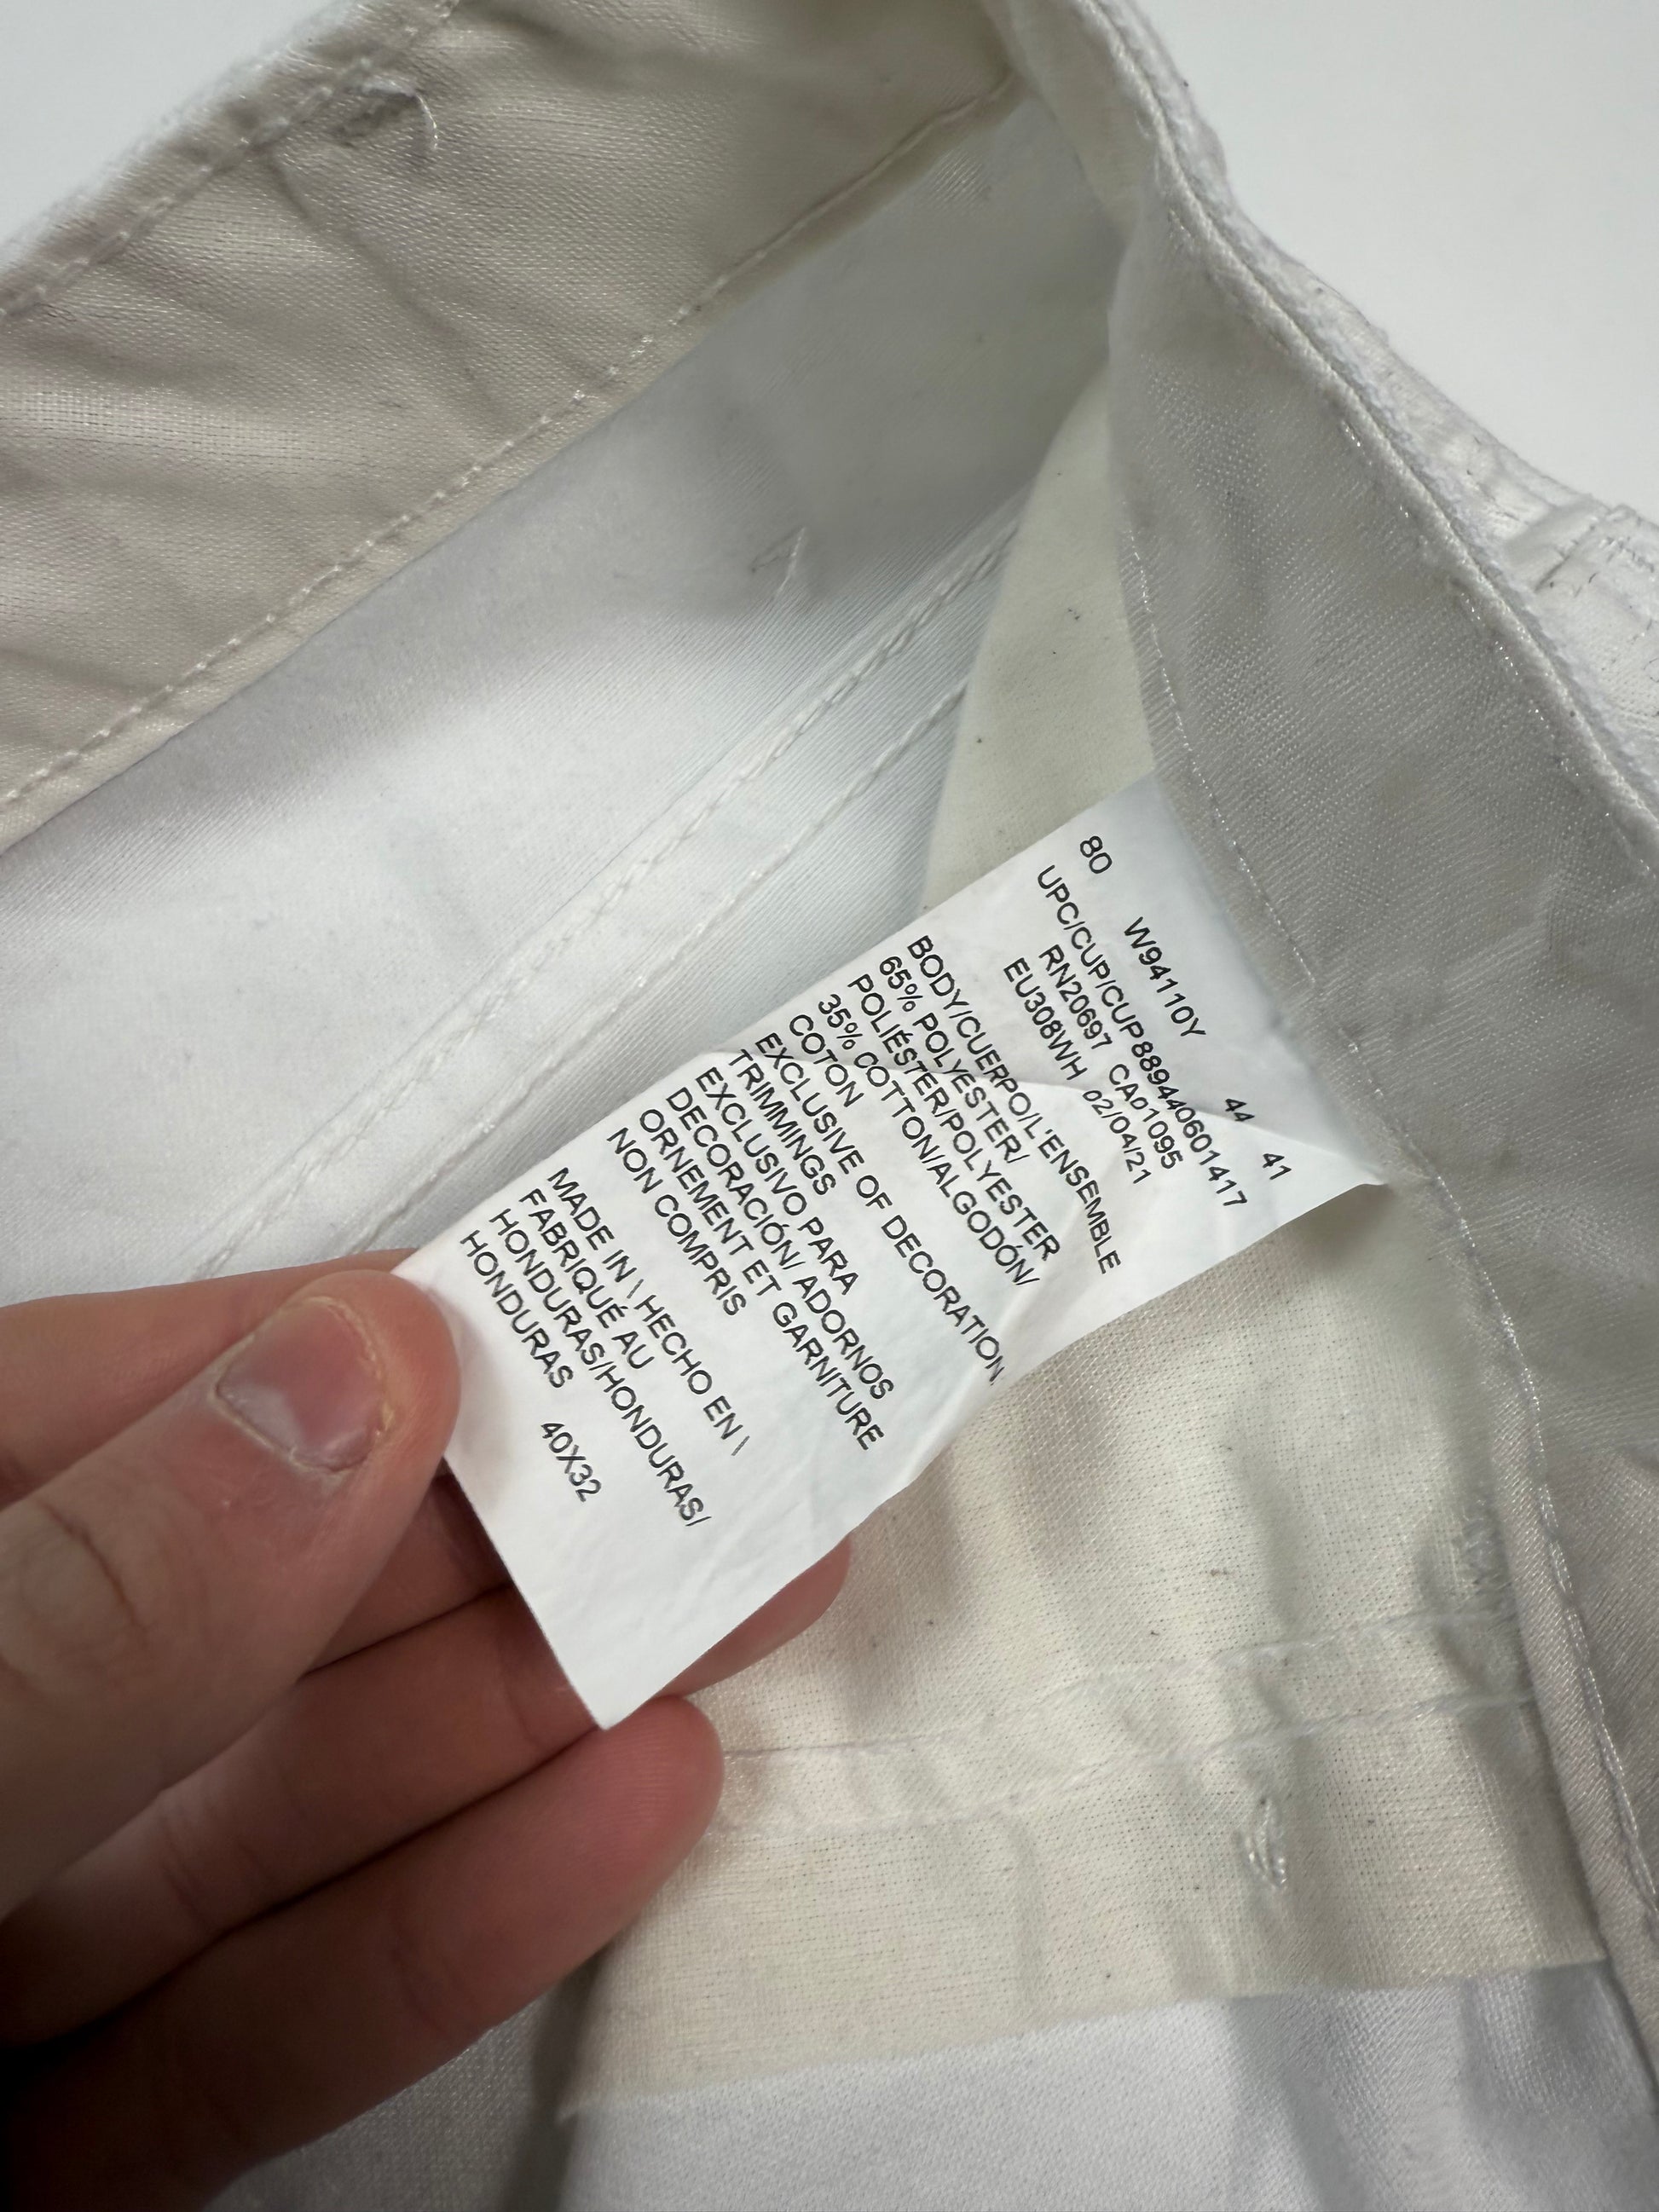 80 W94110Y 44 41
UPC/CUP/CUP 889440601417
RN20697 CA01095
EU308WH 02/04/21
BODY/CUERPO/L'ENSEMBLE
65% POLYESTER/
POLIÉSTER/POLYESTER
35% COTTON/ALGODÓN/
COTON
EXCLUSIVE OF DECORATION,
TRIMMINGS
EXCLUSIVO PARA
DECORACIÓN/ ADORNOS
ORNEMENT ET GARNITURE
NON COMPRIS
MADE IN \ HECHO EN \
FABRIQUÉ AU
HONDURAS/HONDURAS/
HONDURAS 40X32